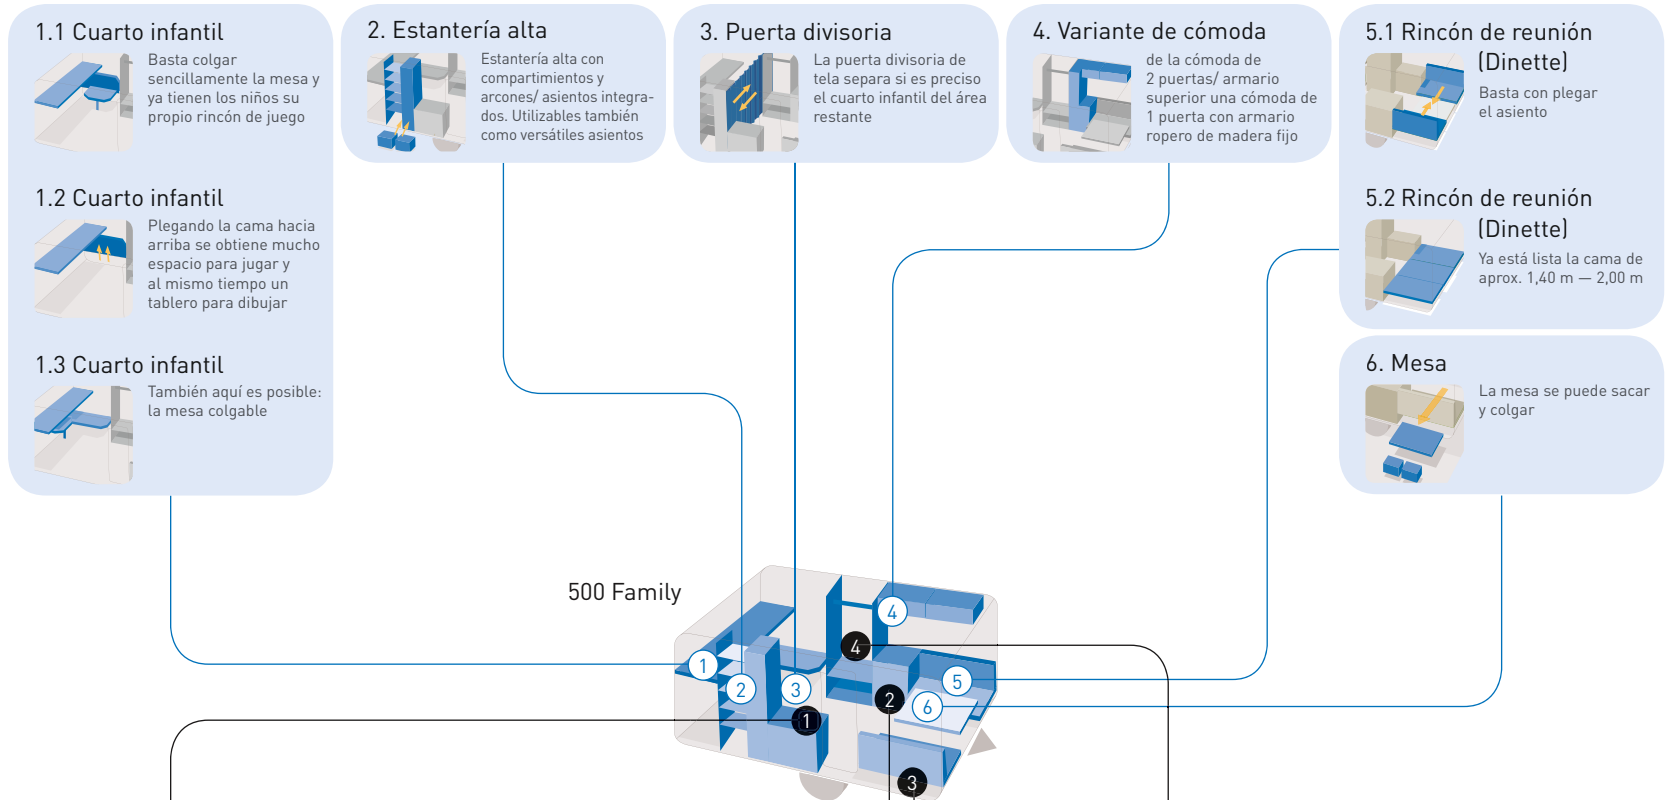 1.1 Cuarto infantil
Basta colgar
sencillamente la mesa y
ya tienen los niños su
propio rincón de juego
1.2 Cuarto infantil
Plegando la cama hacia
arriba se obtiene mucho
espacio para jugar y
al mismo tiempo un
tablero para dibujar
1.3 Cuarto infantil
También aquí es posible:
la mesa colgable
2. Estantería alta
Estantería alta con
compartimientos y
arcones/ asientos integra-
dos. Utilizables también
como versátiles asientos
3. Puerta divisoria
La puerta divisoria de
tela separa si es preciso
el cuarto infantil del área
restante
4. Variante de cómoda
de la cómoda de
2 puertas/ armario
superior una cómoda de
1 puerta con armario
ropero de madera fijo
5.1 Rincón de reunión
(Dinette)
Basta con plegar
el asiento
5.2 Rincón de reunión
(Dinette)
Ya está lista la cama de
aprox. 1,40 m — 2,00 m
6. Mesa
La mesa se puede sacar
y colgar
500 Family
4
4
1
2
3
5
2
6
1
3